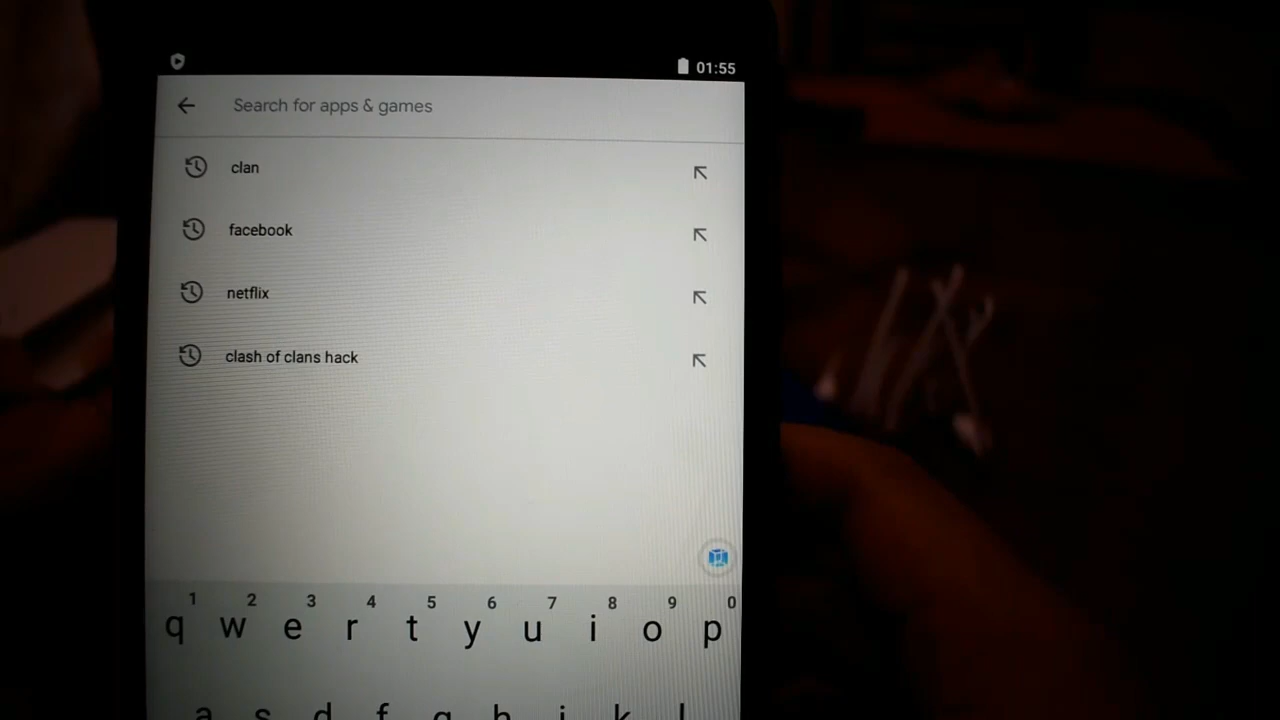 01:55
Search for apps & games
clan
facebook
netflix
clash of clans hack
1 2 3 4 5 6 7 8 9 0
q w e r t y u i o p
a s d f g h j k l